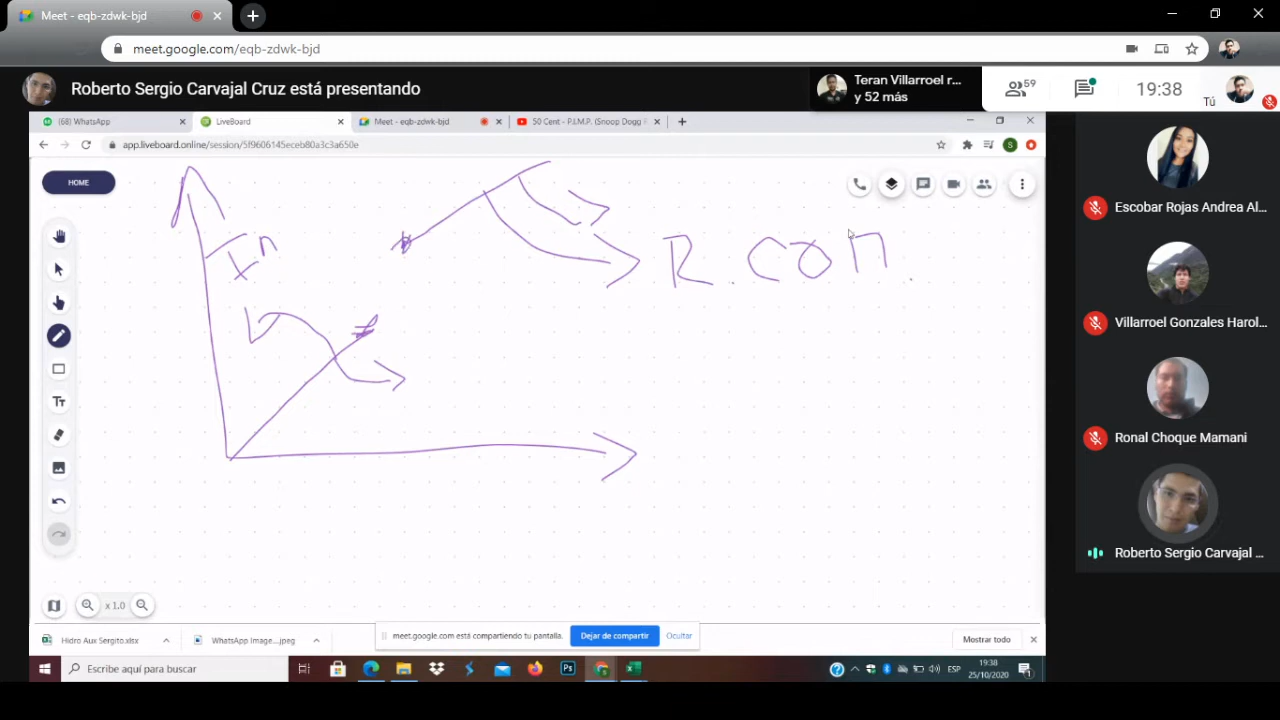 Meet - eqb-zdwk-bjd
meet.google.com/eqb-zdwk-bjd
Roberto Sergio Carvajal Cruz está presentando
Teran Villarroel r...
y 52 más
59
19:38
Tú
(68) WhatsApp
LiveBoard
Meet - eqb-zdwk-bjd
50 Cent - P.I.M.P. (Snoop Dogg R
app.liveboard.online/session/5f9606145eceb80a3c3a650e
S
HOME
R. con.
Tт
x 1.0
Escobar Rojas Andrea Al...
Villarroel Gonzales Harol...
Ronal Choque Mamani
Roberto Sergio Carvajal ...
Hidro Aux Sergito.xlsx
WhatsApp Image....jpeg
meet.google.com está compartiendo tu pantalla.
Dejar de compartir
Ocultar
Mostrar todo
Escribe aquí para buscar
Ps
ESP
19:38
25/10/2020
1